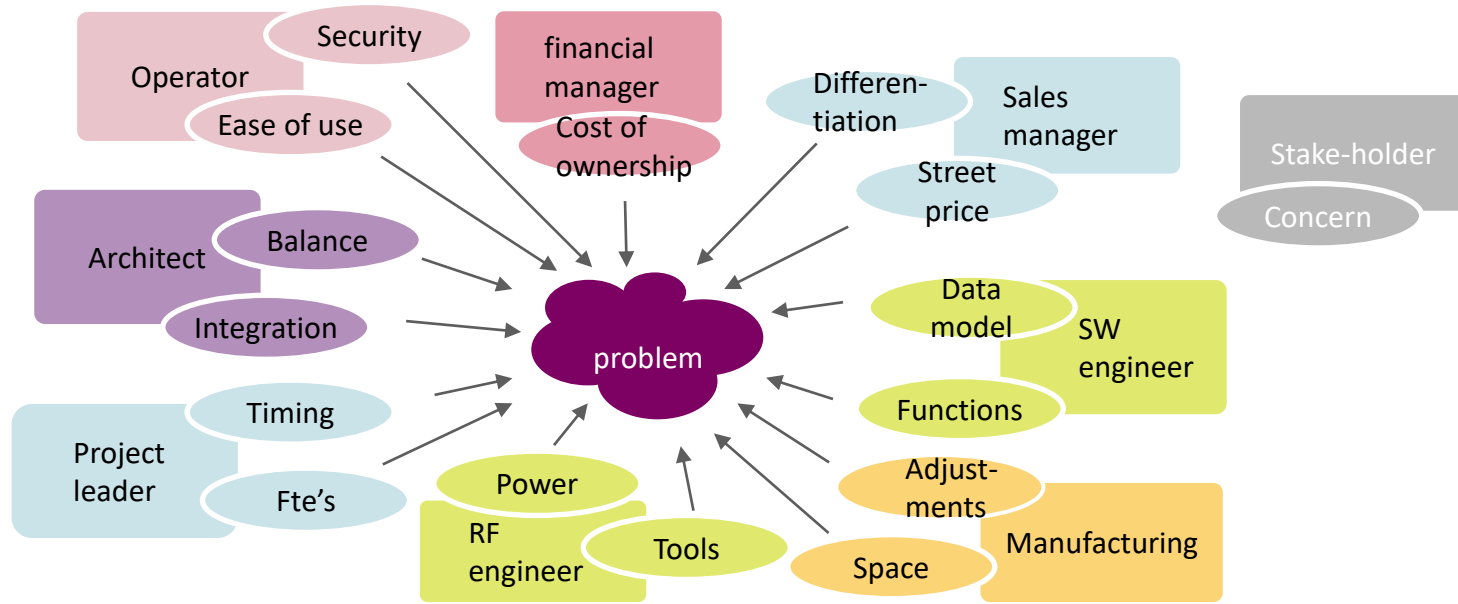 Security
Operator
Ease of use
financial
manager
Cost of
ownership
Differen-
tiation
Sales
manager
Street
price
Stake-holder
Concern
Architect
Balance
Integration
problem
Data
model
SW
engineer
Functions
Timing
Project
leader
Fte's
Power
RF
engineer
Tools
Adjust-
ments
Manufacturing
Space